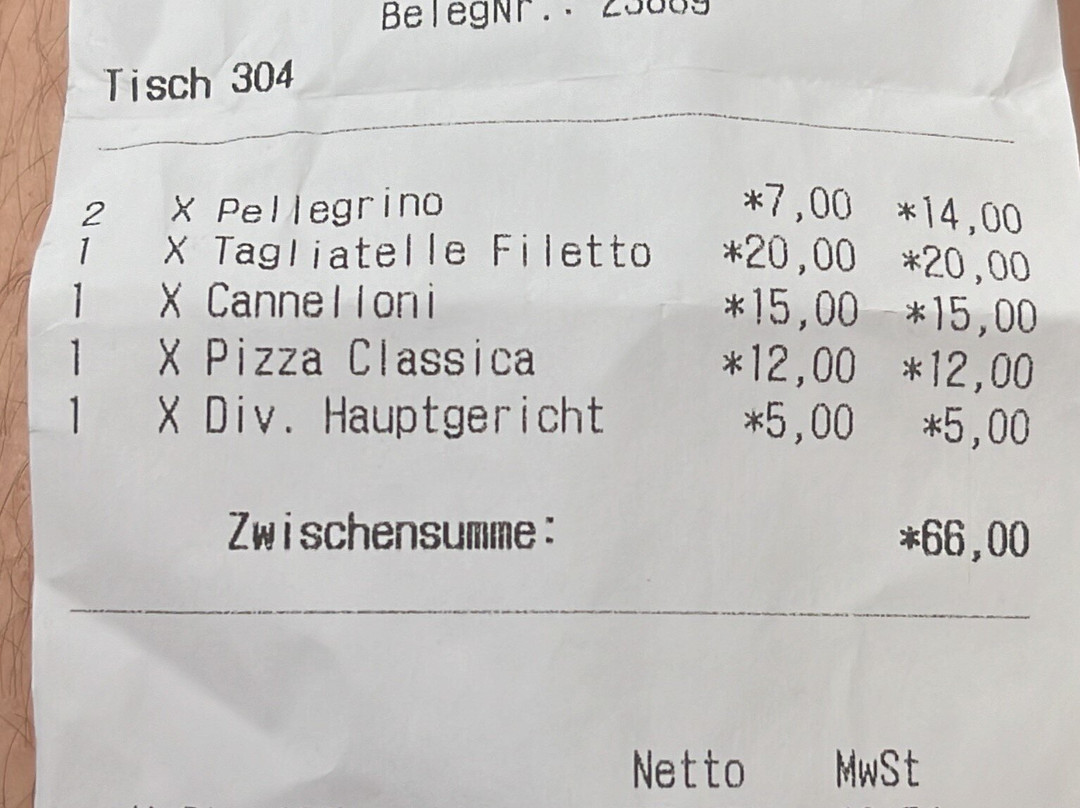 BelegNr.:
Tisch 304
2 X Pellegrino *7,00 *14,00
1 X Tagliatelle Filetto *20,00 *20,00
1 X Cannelloni *15,00 *15,00
1 X Pizza Classica *12,00 *12,00
1 X Div. Hauptgericht *5,00 *5,00
Zwischensumme: *66,00
Netto MwSt